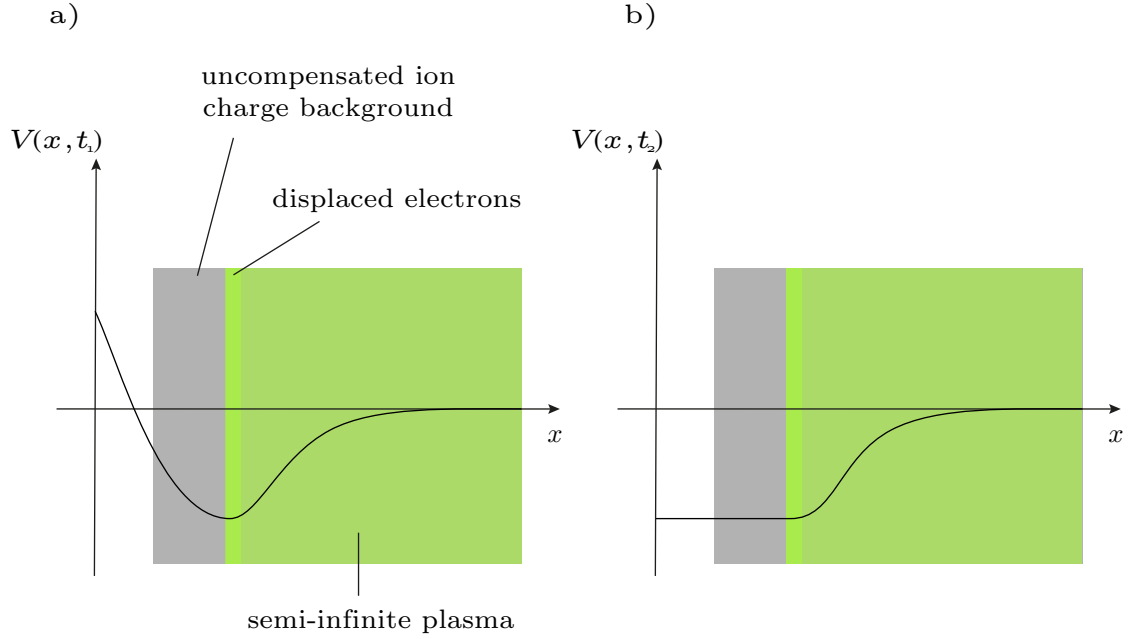 a)
b)
uncompensated ion
charge background
V(x,t₁)
V(x,t₂)
displaced electrons
x
x
semi-infinite plasma